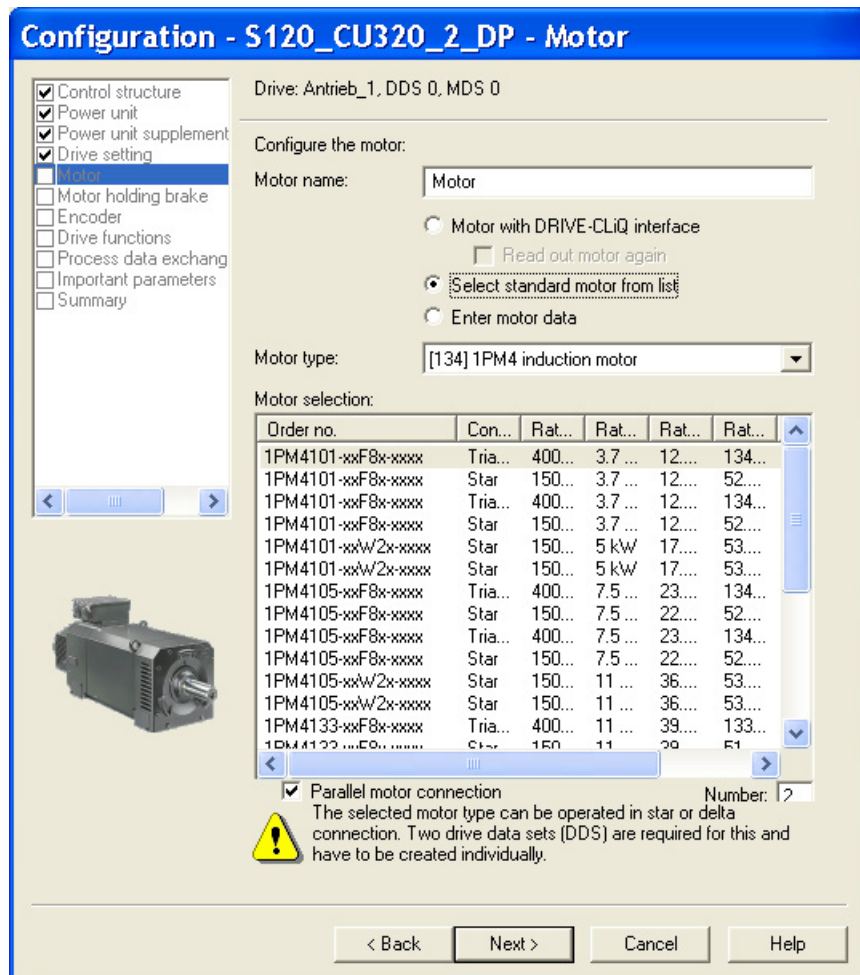 Configuration - S120_CU320_2_DP - Motor
Control structure
Power unit
Power unit supplement
Drive setting
Motor
Motor holding brake
Encoder
Drive functions
Process data exchang
Important parameters
Summary
Drive: Antrieb_1, DDS 0, MDS 0
Configure the motor:
Motor name: Motor
Motor with DRIVE-CLiQ interface
Read out motor again
Select standard motor from list
Enter motor data
Motor type: [134] 1PM4 induction motor
Motor selection:
Order no. Con... Rat... Rat... Rat... Rat...
1PM4101-xxF8x-xxxx Tria... 400... 3.7 ... 12.... 134...
1PM4101-xxF8x-xxxx Star 150... 3.7 ... 12.... 52....
1PM4101-xxF8x-xxxx Tria... 400... 3.7 ... 12.... 134...
1PM4101-xxF8x-xxxx Star 150... 3.7 ... 12.... 52....
1PM4101-xxW2x-xxxx Star 150... 5 kW 17.... 53....
1PM4101-xxW2x-xxxx Star 150... 5 kW 17.... 53....
1PM4105-xxF8x-xxxx Tria... 400... 7.5 ... 23.... 134...
1PM4105-xxF8x-xxxx Star 150... 7.5 ... 22.... 52....
1PM4105-xxF8x-xxxx Tria... 400... 7.5 ... 23.... 134...
1PM4105-xxF8x-xxxx Star 150... 7.5 ... 22.... 52....
1PM4105-xxW2x-xxxx Star 150... 11 ... 36.... 53....
1PM4105-xxW2x-xxxx Star 150... 11 ... 36.... 53....
1PM4133-xxF8x-xxxx Tria... 400... 11 ... 39.... 133...
1PM4133-xxF8x-xxxx Star 150 11 39 51
Parallel motor connection Number: 2
The selected motor type can be operated in star or delta
connection. Two drive data sets (DDS) are required for this and
have to be created individually.
< Back Next > Cancel Help